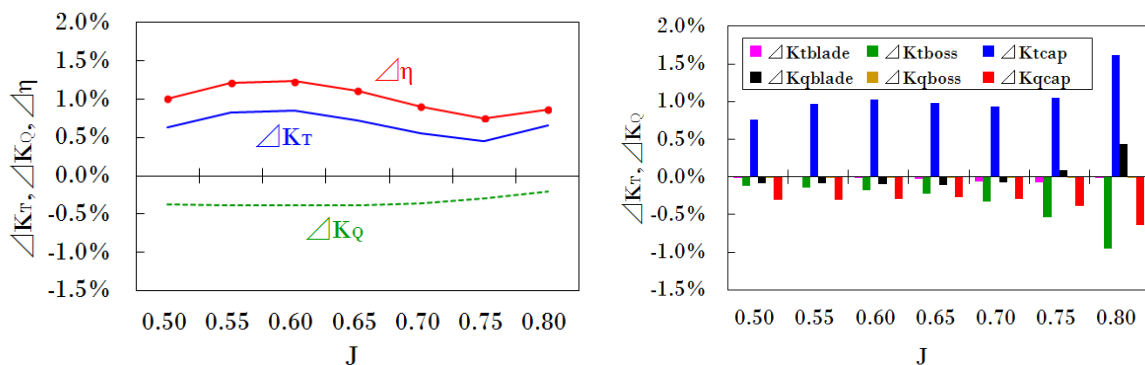 2.0%
1.5%
1.0%
0.5%
0.0%
-0.5%
-1.0%
-1.5%
⊿KT, ⊿KQ, ⊿η
⊿η
⊿KT
⊿KQ
0.50 0.55 0.60 0.65 0.70 0.75 0.80
J
2.0%
1.5%
1.0%
0.5%
0.0%
-0.5%
-1.0%
-1.5%
⊿KT, ⊿KQ
⊿Ktblade ⊿Ktboss ⊿Ktcap
⊿Kqblade ⊿Kqboss ⊿Kqcap
0.50 0.55 0.60 0.65 0.70 0.75 0.80
J